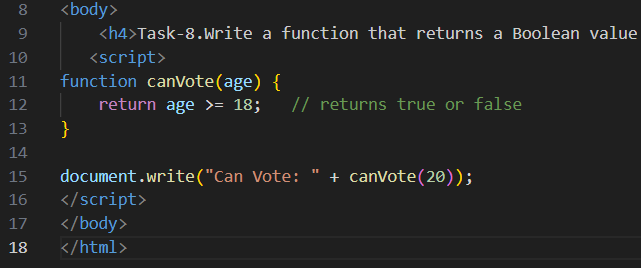 8 <body>
9 <h4>Task-8.Write a function that returns a Boolean value
10 <script>
11 function canVote(age) {
12 return age >= 18; // returns true or false
13 }
14
15 document.write("Can Vote: " + canVote(20));
16 </script>
17 </body>
18 </html>